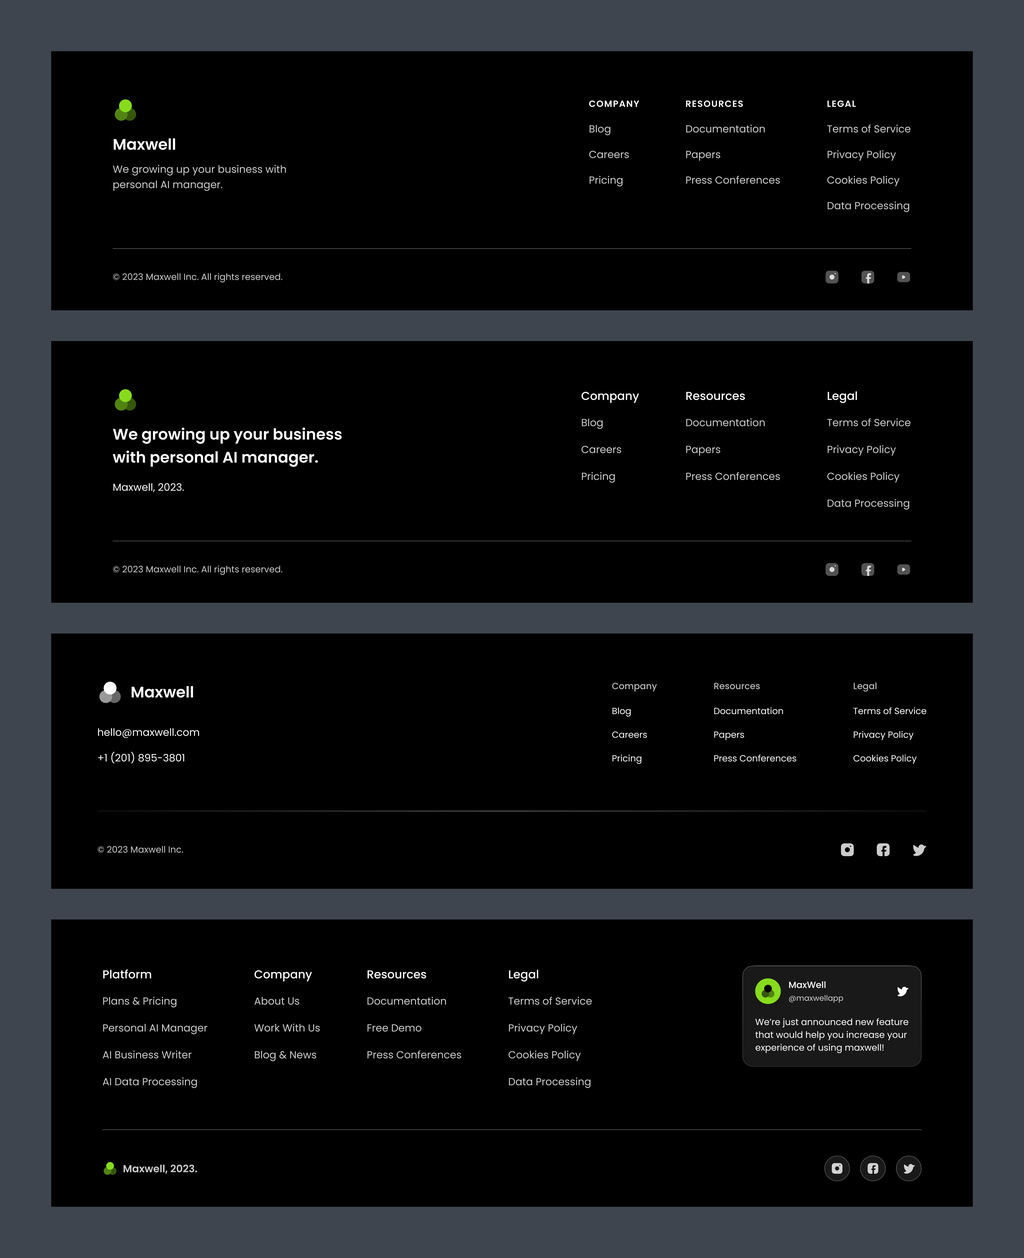 Maxwell
We growing up your business with
personal AI manager.
COMPANY
Blog
Careers
Pricing
RESOURCES
Documentation
Papers
Press Conferences
LEGAL
Terms of Service
Privacy Policy
Cookies Policy
Data Processing
© 2023 Maxwell Inc. All rights reserved.
We growing up your business
with personal AI manager.
Maxwell, 2023.
Company
Blog
Careers
Pricing
Resources
Documentation
Papers
Press Conferences
Legal
Terms of Service
Privacy Policy
Cookies Policy
Data Processing
© 2023 Maxwell Inc. All rights reserved.
Maxwell
hello@maxwell.com
+1 (201) 895-3801
Company
Blog
Careers
Pricing
Resources
Documentation
Papers
Press Conferences
Legal
Terms of Service
Privacy Policy
Cookies Policy
© 2023 Maxwell Inc.
Platform
Plans & Pricing
Personal AI Manager
AI Business Writer
AI Data Processing
Company
About Us
Work With Us
Blog & News
Resources
Documentation
Free Demo
Press Conferences
Legal
Terms of Service
Privacy Policy
Cookies Policy
Data Processing
MaxWell
@maxwellapp
We're just announced new feature
that would help you increase your
experience of using maxwell!
Maxwell, 2023.